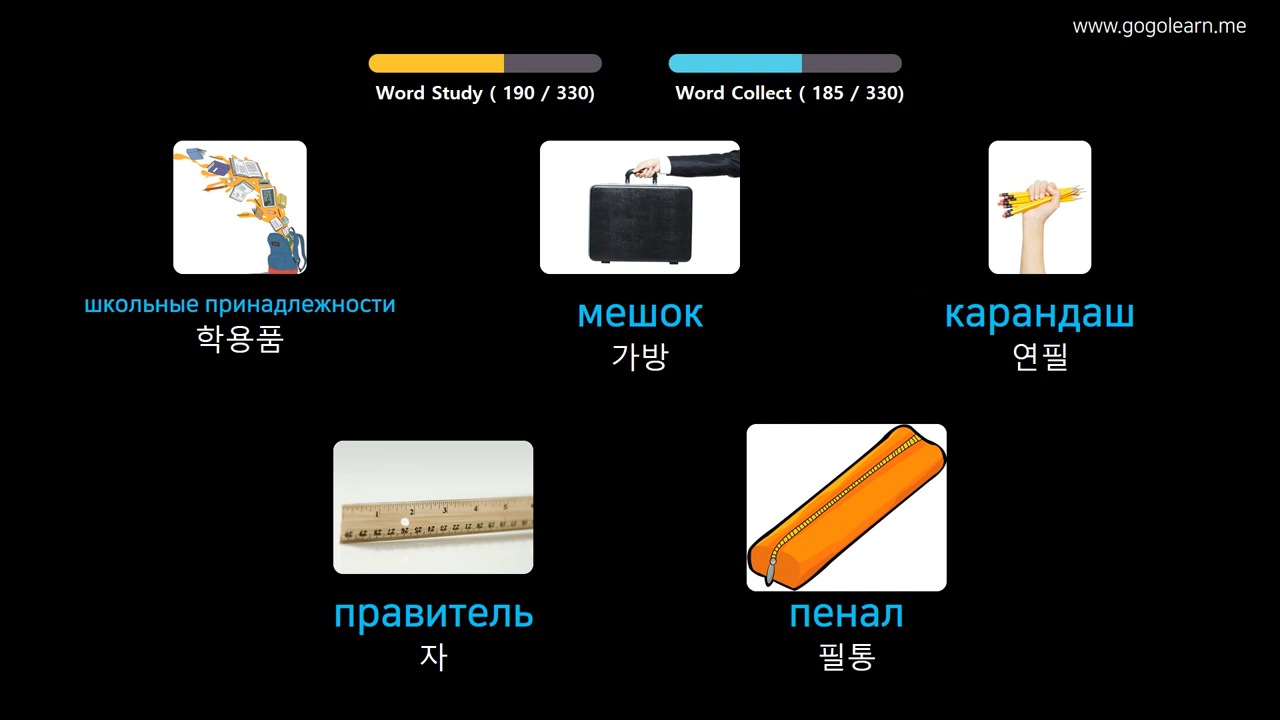 www.gogolearn.me
Word Study ( 190 / 330)
Word Collect ( 185 / 330)
школьные принадлежности
학용품
мешок
가방
карандаш
연필
правитель
자
пенал
필통